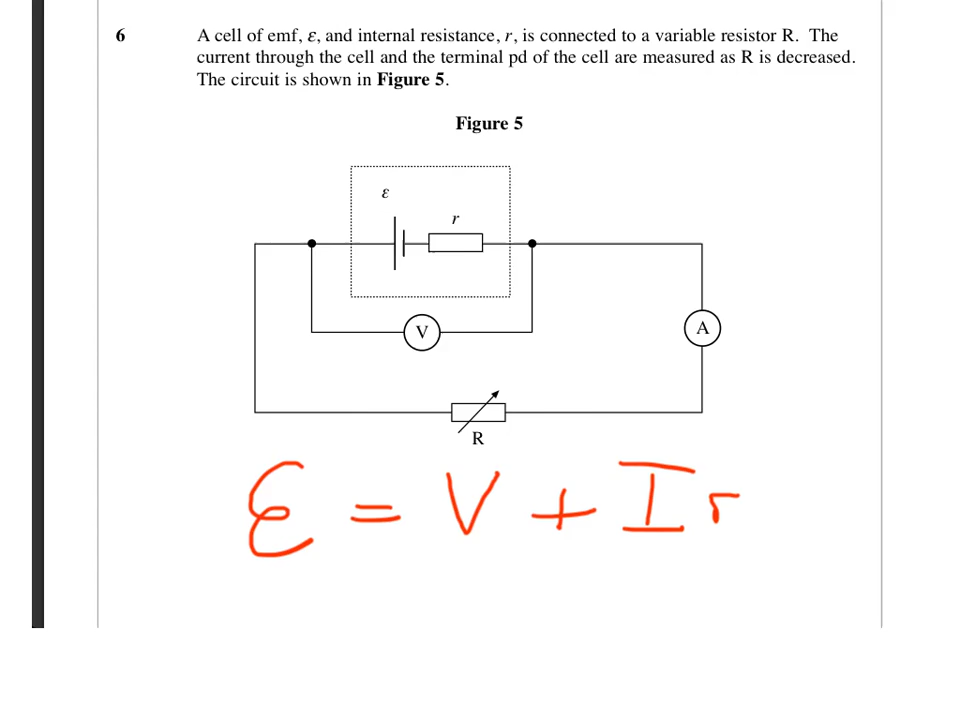 6 A cell of emf, ε, and internal resistance, r, is connected to a variable resistor R. The
current through the cell and the terminal pd of the cell are measured as R is decreased.
The circuit is shown in Figure 5.
Figure 5
ε
r
V
A
R
ε = V + Ir